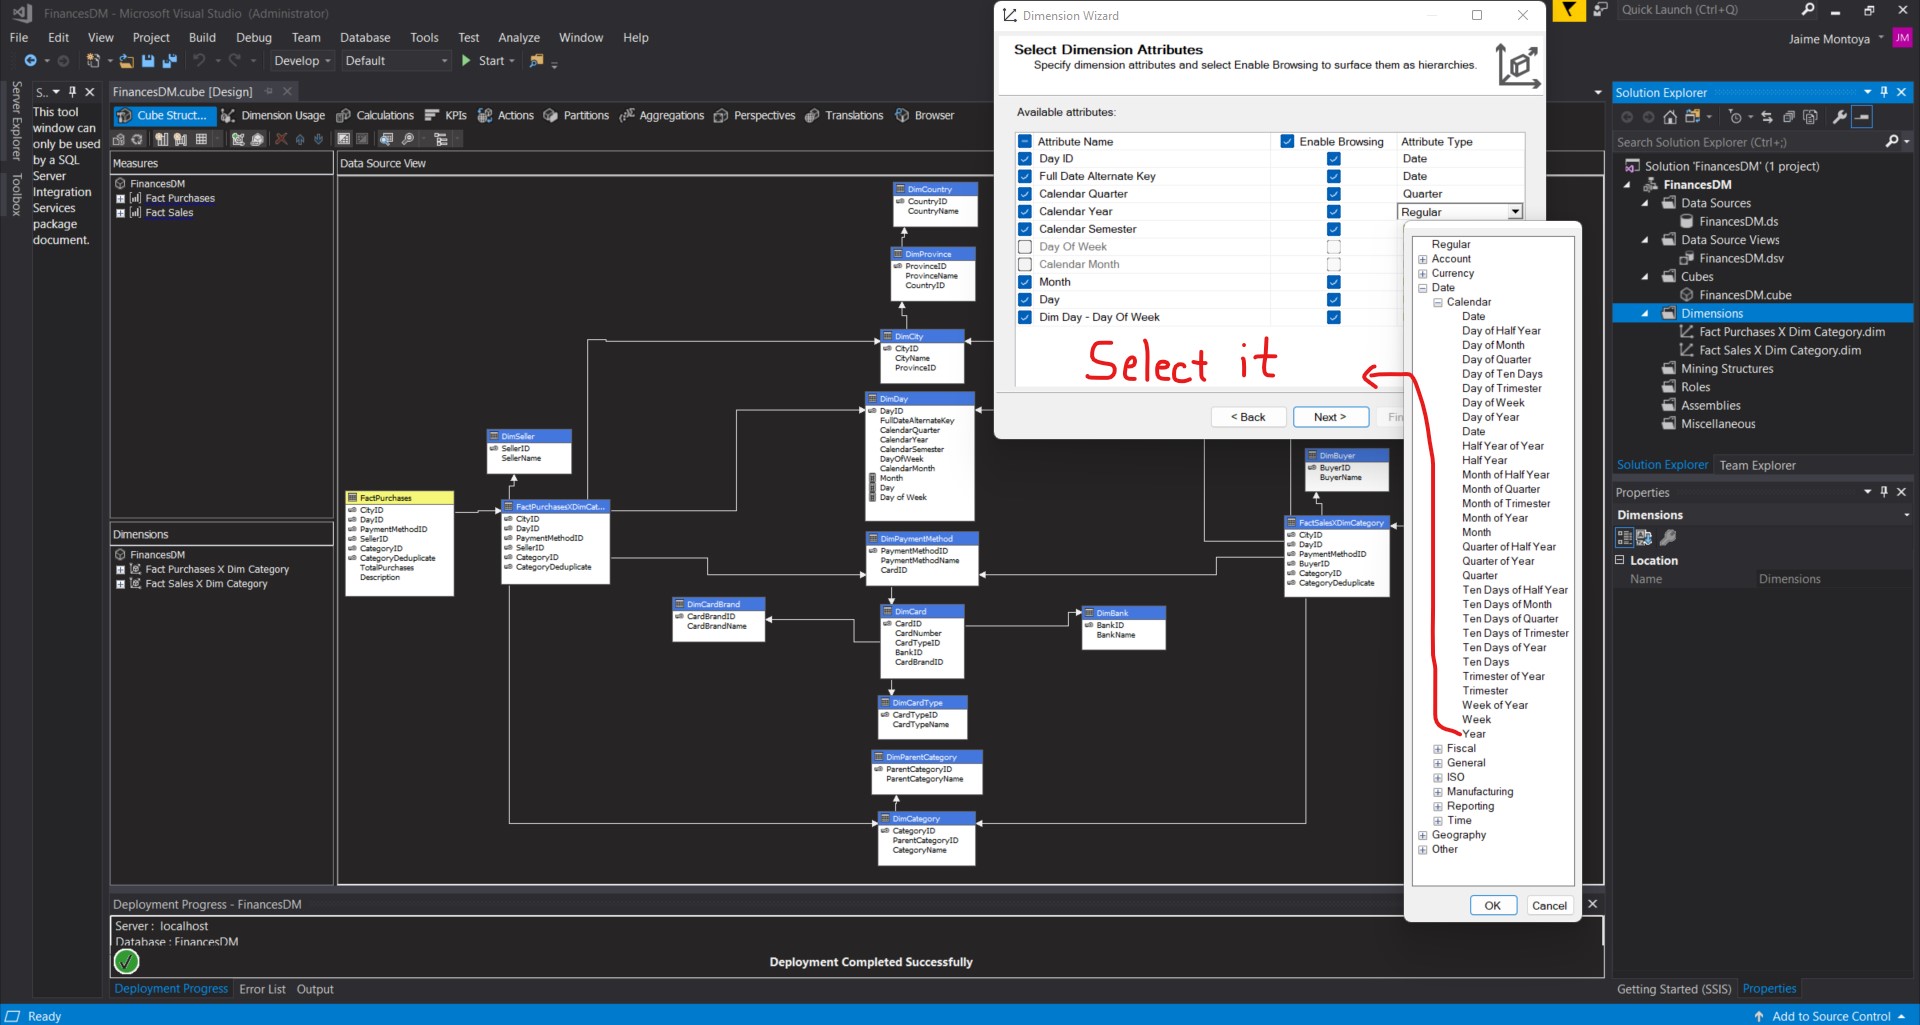 FinancesDM - Microsoft Visual Studio (Administrator)
Quick Launch (Ctrl+Q)
File Edit View Project Build Debug Team Database Tools Test Analyze Window Help
Jaime Montoya JM
Develop Default Start
Server Explorer
Toolbox
S..
This tool
window can
only be used
by a SQL
Server
Integration
Services
package
document.
FinancesDM.cube [Design]
Cube Struct... Dimension Usage Calculations KPIs Actions Partitions Aggregations Perspectives Translations Browser
Measures
FinancesDM
Fact Purchases
Fact Sales
Dimensions
FinancesDM
Fact Purchases X Dim Category
Fact Sales X Dim Category
Data Source View
DimCountry
CountryID
CountryName
DimProvince
ProvinceID
ProvinceName
CountryID
DimCity
CityID
CityName
ProvinceID
DimDay
DayID
FullDateAlternateKey
CalendarQuarter
CalendarYear
CalendarSemester
DayOfWeek
CalendarMonth
Month
Day
Day of Week
DimSeller
SellerID
SellerName
FactPurchases
CityID
DayID
PaymentMethodID
SellerID
CategoryID
CategoryDeduplicate
TotalPurchases
Description
FactPurchasesXDimCat...
CityID
DayID
PaymentMethodID
SellerID
CategoryID
CategoryDeduplicate
DimPaymentMethod
PaymentMethodID
PaymentMethodName
CardID
DimCardBrand
CardBrandID
CardBrandName
DimCard
CardID
CardNumber
CardTypeID
BankID
CardBrandID
DimBank
BankID
BankName
DimCardType
CardTypeID
CardTypeName
DimParentCategory
ParentCategoryID
ParentCategoryName
DimCategory
CategoryID
ParentCategoryID
CategoryName
DimBuyer
BuyerID
BuyerName
FactSalesXDimCategory
CityID
DayID
PaymentMethodID
BuyerID
CategoryID
CategoryDeduplicate
Dimension Wizard
Select Dimension Attributes
Specify dimension attributes and select Enable Browsing to surface them as hierarchies.
Available attributes:
Attribute Name Enable Browsing Attribute Type
Day ID Date
Full Date Alternate Key Date
Calendar Quarter Quarter
Calendar Year Regular
Calendar Semester
Day Of Week
Calendar Month
Month
Day
Dim Day - Day Of Week
Select it
< Back Next > Fin
Regular
Account
Currency
Date
Calendar
Date
Day of Half Year
Day of Month
Day of Quarter
Day of Ten Days
Day of Trimester
Day of Week
Day of Year
Date
Half Year of Year
Half Year
Month of Half Year
Month of Quarter
Month of Trimester
Month of Year
Month
Quarter of Half Year
Quarter of Year
Quarter
Ten Days of Half Year
Ten Days of Month
Ten Days of Quarter
Ten Days of Trimester
Ten Days of Year
Ten Days
Trimester of Year
Trimester
Week of Year
Week
Year
Fiscal
General
ISO
Manufacturing
Reporting
Time
Geography
Other
OK Cancel
Solution Explorer
Search Solution Explorer (Ctrl+;)
Solution 'FinancesDM' (1 project)
FinancesDM
Data Sources
FinancesDM.ds
Data Source Views
FinancesDM.dsv
Cubes
FinancesDM.cube
Dimensions
Fact Purchases X Dim Category.dim
Fact Sales X Dim Category.dim
Mining Structures
Roles
Assemblies
Miscellaneous
Solution Explorer Team Explorer
Properties
Dimensions
Location
Name Dimensions
Getting Started (SSIS) Properties
Deployment Progress - FinancesDM
Server : localhost
Database : FinancesDM
Deployment Completed Successfully
Deployment Progress Error List Output
Ready
Add to Source Control